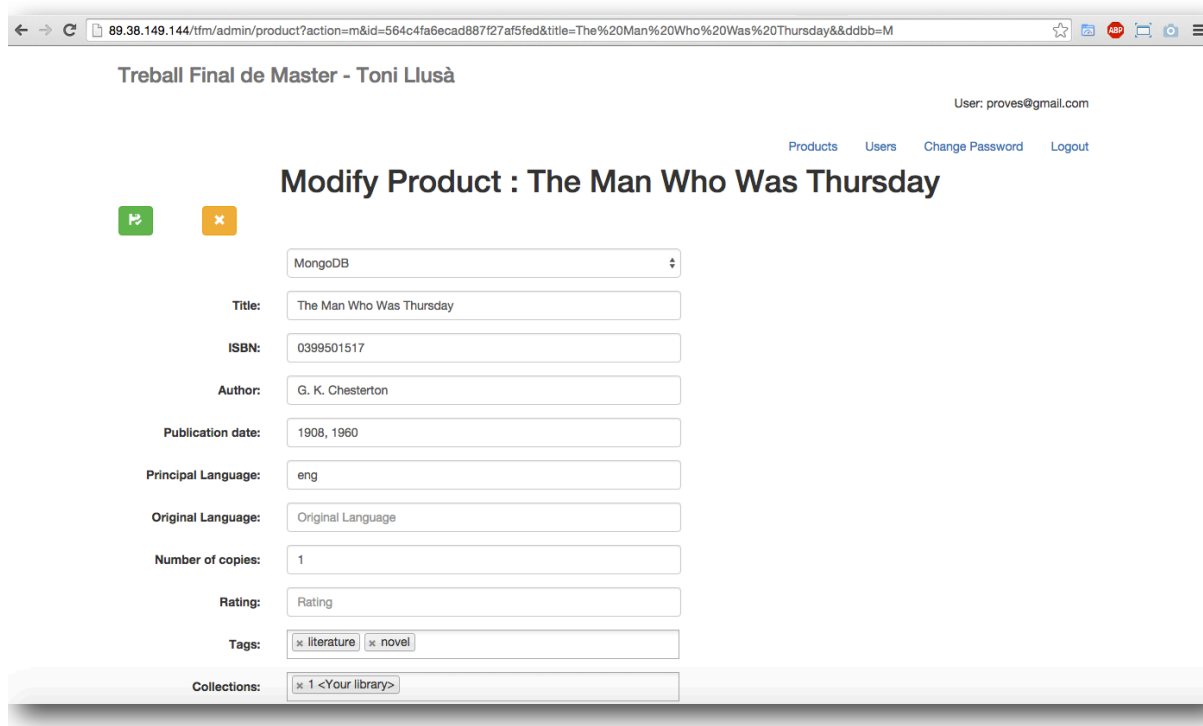 89.38.149.144/tfm/admin/product?action=m&id=564c4fa6ecad887f27af5fed&title=The%20Man%20Who%20Was%20Thursday&&ddbb=M
ABP
Treball Final de Master - Toni Llusà
User: proves@gmail.com
Products Users Change Password Logout
Modify Product : The Man Who Was Thursday
MongoDB
Title: The Man Who Was Thursday
ISBN: 0399501517
Author: G. K. Chesterton
Publication date: 1908, 1960
Principal Language: eng
Original Language: Original Language
Number of copies: 1
Rating: Rating
Tags: × literature × novel
Collections: × 1 <Your library>